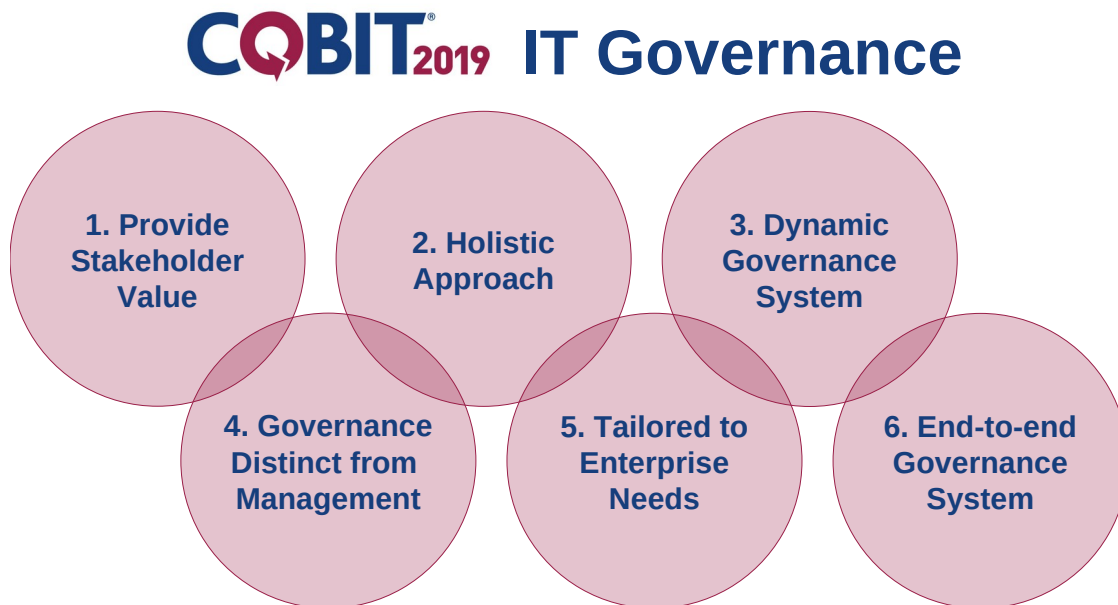 COBIT® 2019 IT Governance
1. Provide
Stakeholder
Value
2. Holistic
Approach
3. Dynamic
Governance
System
4. Governance
Distinct from
Management
5. Tailored to
Enterprise
Needs
6. End-to-end
Governance
System